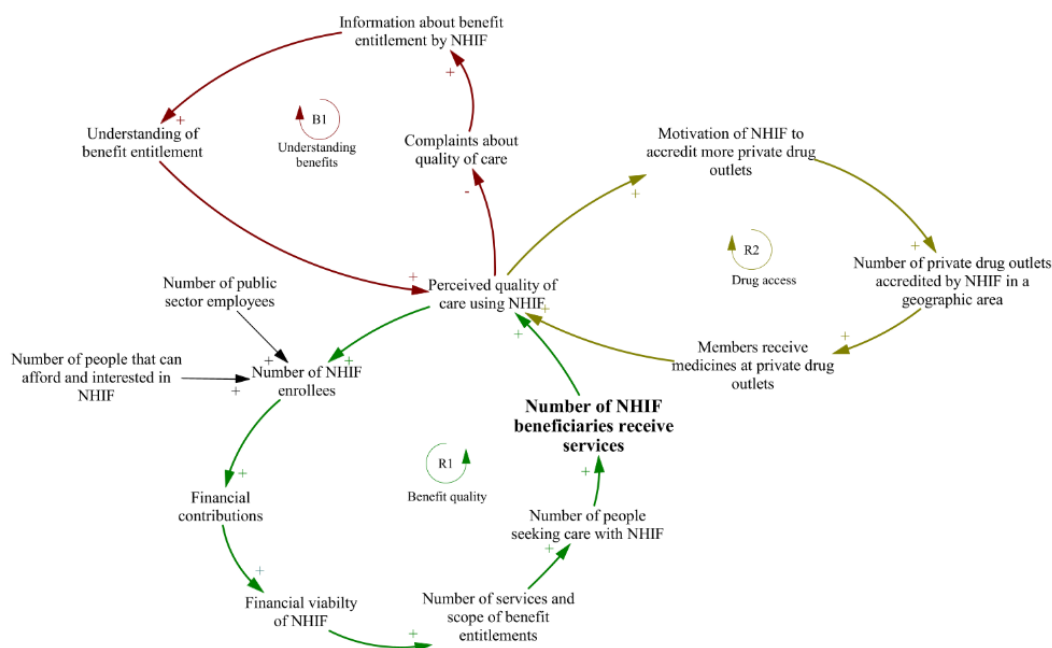 Information about benefit
entitlement by NHIF
+
+
Understanding of
benefit entitlement
B1
Understanding
benefits
Complaints about
quality of care
-
Motivation of NHIF to
accredit more private drug
outlets
+
R2
Drug access
+
Number of private drug outlets
accredited by NHIF in a
geographic area
+
Members receive
medicines at private drug
outlets
+
Perceived quality of
care using NHIF
+
+
Number of public
sector employees
+
Number of people that can
afford and interested in
NHIF
+
+
Number of NHIF
enrollees
Number of NHIF
beneficiaries receive
services
R1
Benefit quality
+
Financial
contributions
+
Number of people
seeking care with NHIF
+
+
Financial viabilty
of NHIF
Number of services and
scope of benefit
entitlements
+